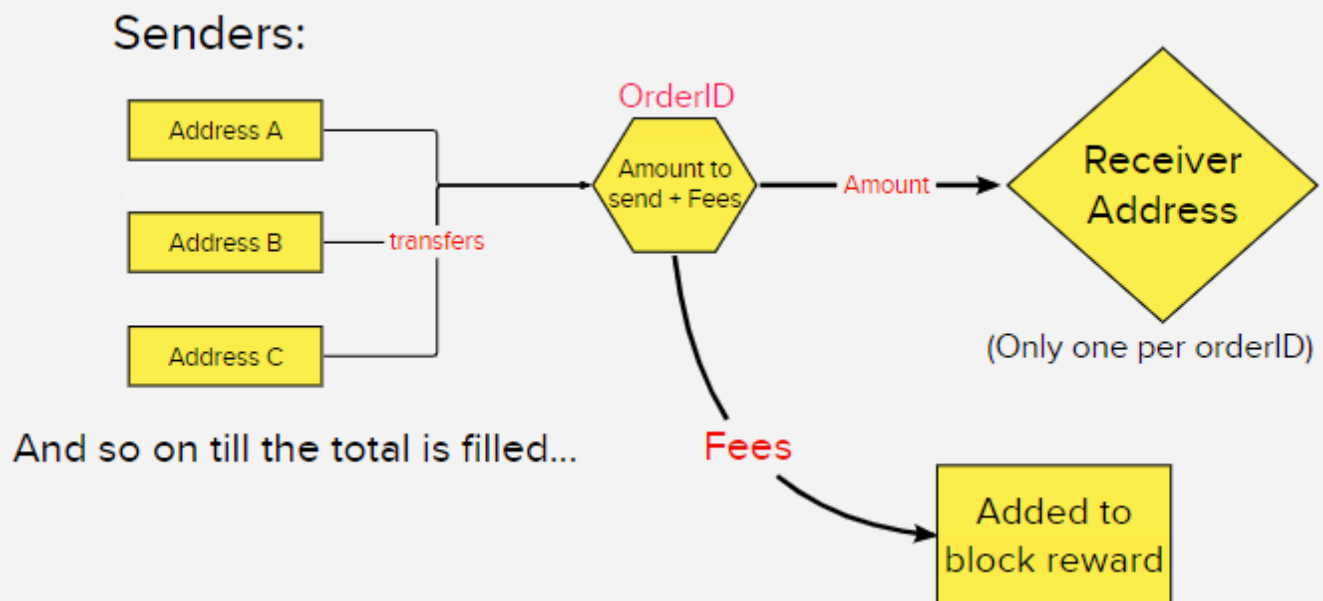 Senders:
Address A
Address B
Address C
transfers
And so on till the total is filled...
OrderID
Amount to
send + Fees
Amount
Receiver
Address
(Only one per orderID)
Fees
Added to
block reward